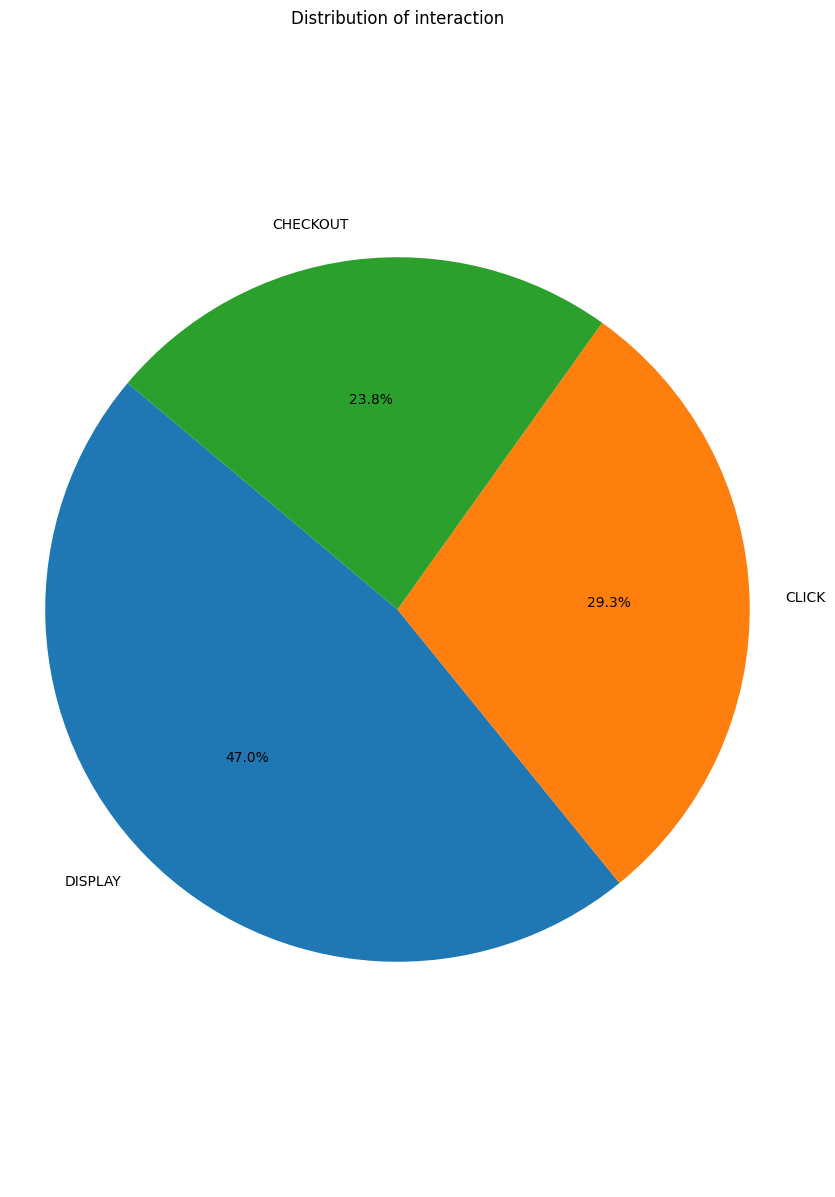 Distribution of interaction
CHECKOUT
23.8%
CLICK
29.3%
47.0%
DISPLAY